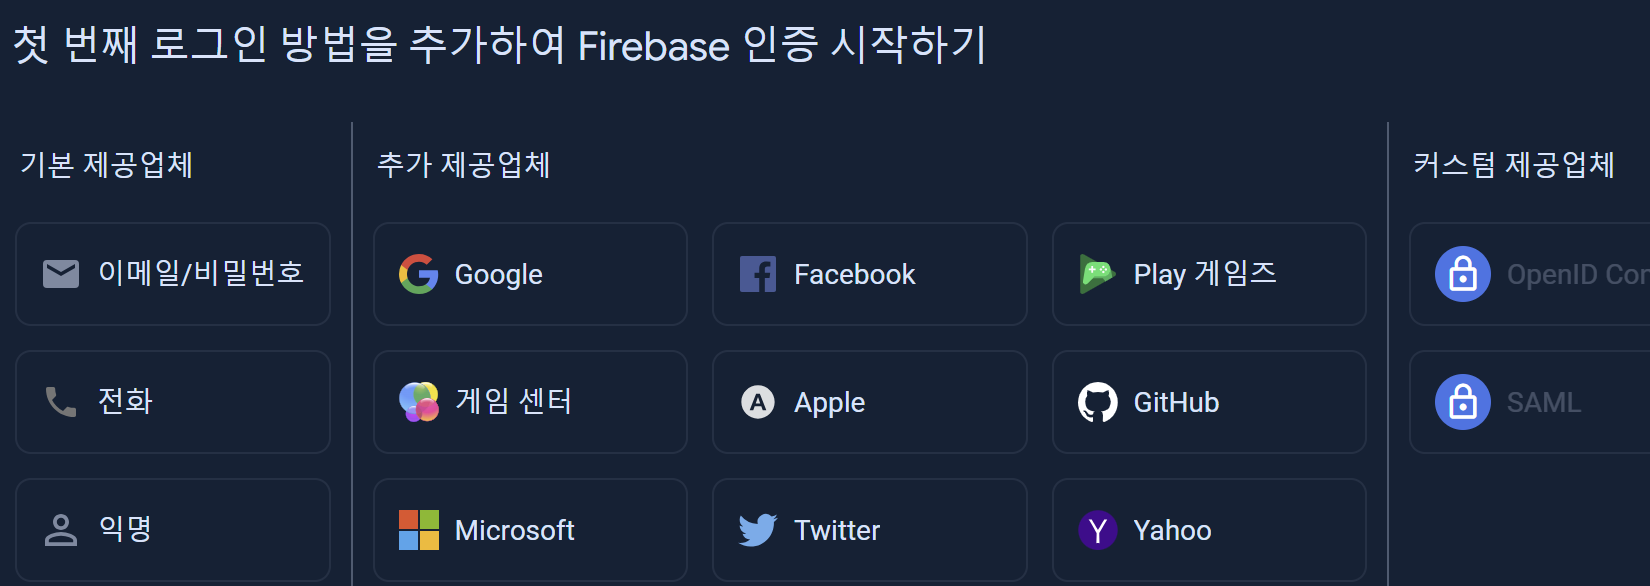 첫 번째 로그인 방법을 추가하여 Firebase 인증 시작하기
기본 제공업체
추가 제공업체
커스텀 제공업체
이메일/비밀번호
Google
Facebook
Play 게임즈
OpenID Con
전화
게임 센터
Apple
GitHub
SAML
익명
Microsoft
Twitter
Yahoo